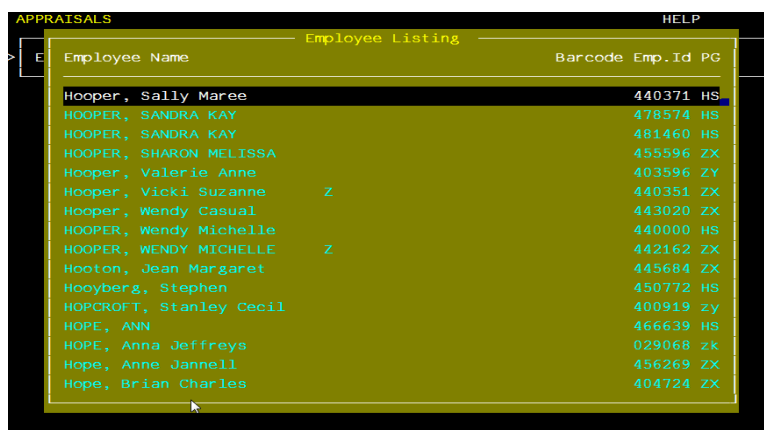 APPRAISALS HELP
Employee Listing
> E Employee Name Barcode Emp.Id PG
Hooper, Sally Maree 440371 HS
HOOPER, SANDRA KAY 478574 HS
HOOPER, SANDRA KAY 481460 HS
HOOPER, SHARON MELISSA 455596 ZX
Hooper, Valerie Anne 403596 ZY
Hooper, Vicki Suzanne Z 440351 ZX
Hooper, Wendy Casual 443020 ZX
HOOPER, Wendy Michelle 440000 HS
HOOPER, WENDY MICHELLE Z 442162 ZX
Hooton, Jean Margaret 445684 ZX
Hooyberg, Stephen 450772 HS
HOPCROFT, Stanley Cecil 400919 zy
HOPE, ANN 466639 HS
HOPE, Anna Jeffreys 029068 zk
Hope, Anne Jannell 456269 ZX
Hope, Brian Charles 404724 ZX